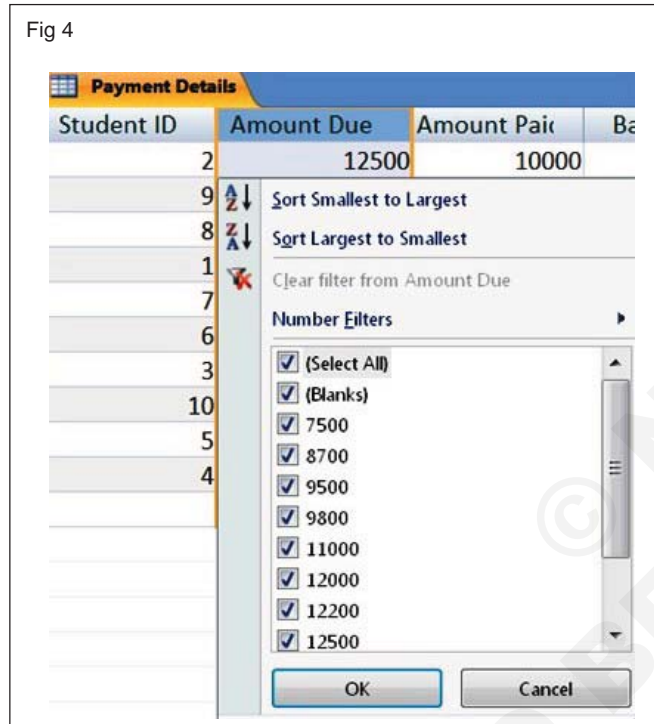 Fig 4
Payment Details
Student ID Amount Due Amount Paid Ba
2 12500 10000
9 Sort Smallest to Largest
8 Sort Largest to Smallest
1 Clear filter from Amount Due
7 Number Filters
6
3 (Select All)
10 (Blanks)
5 7500
4 8700
9500
9800
11000
12000
12200
12500
OK Cancel